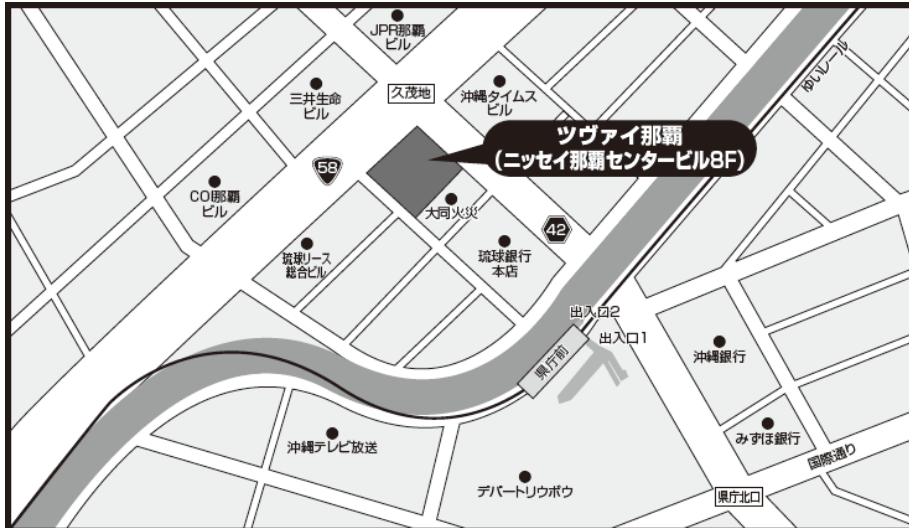 JPR那覇
ビル
三井生命
ビル
久茂地
沖縄タイムス
ビル
ゆいレール
ツヴァイ那覇
(ニッセイ那覇センタービル8F)
58
COI那覇
ビル
大同火災
42
琉球リース
総合ビル
琉球銀行
本店
出入口2
出入口1
県庁前
沖縄銀行
みずほ銀行
沖縄テレビ放送
国際通り
デパートリウボウ
県庁北口